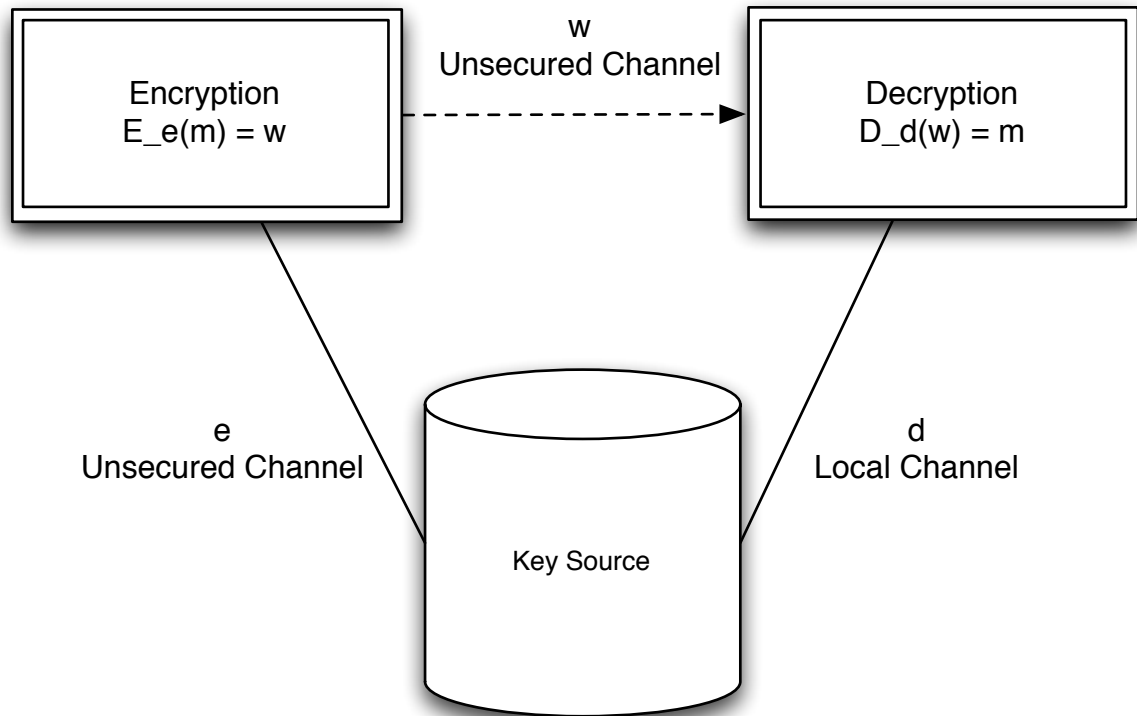 w
Unsecured Channel
Encryption
E_e(m) = w
Decryption
D_d(w) = m
e
Unsecured Channel
d
Local Channel
Key Source